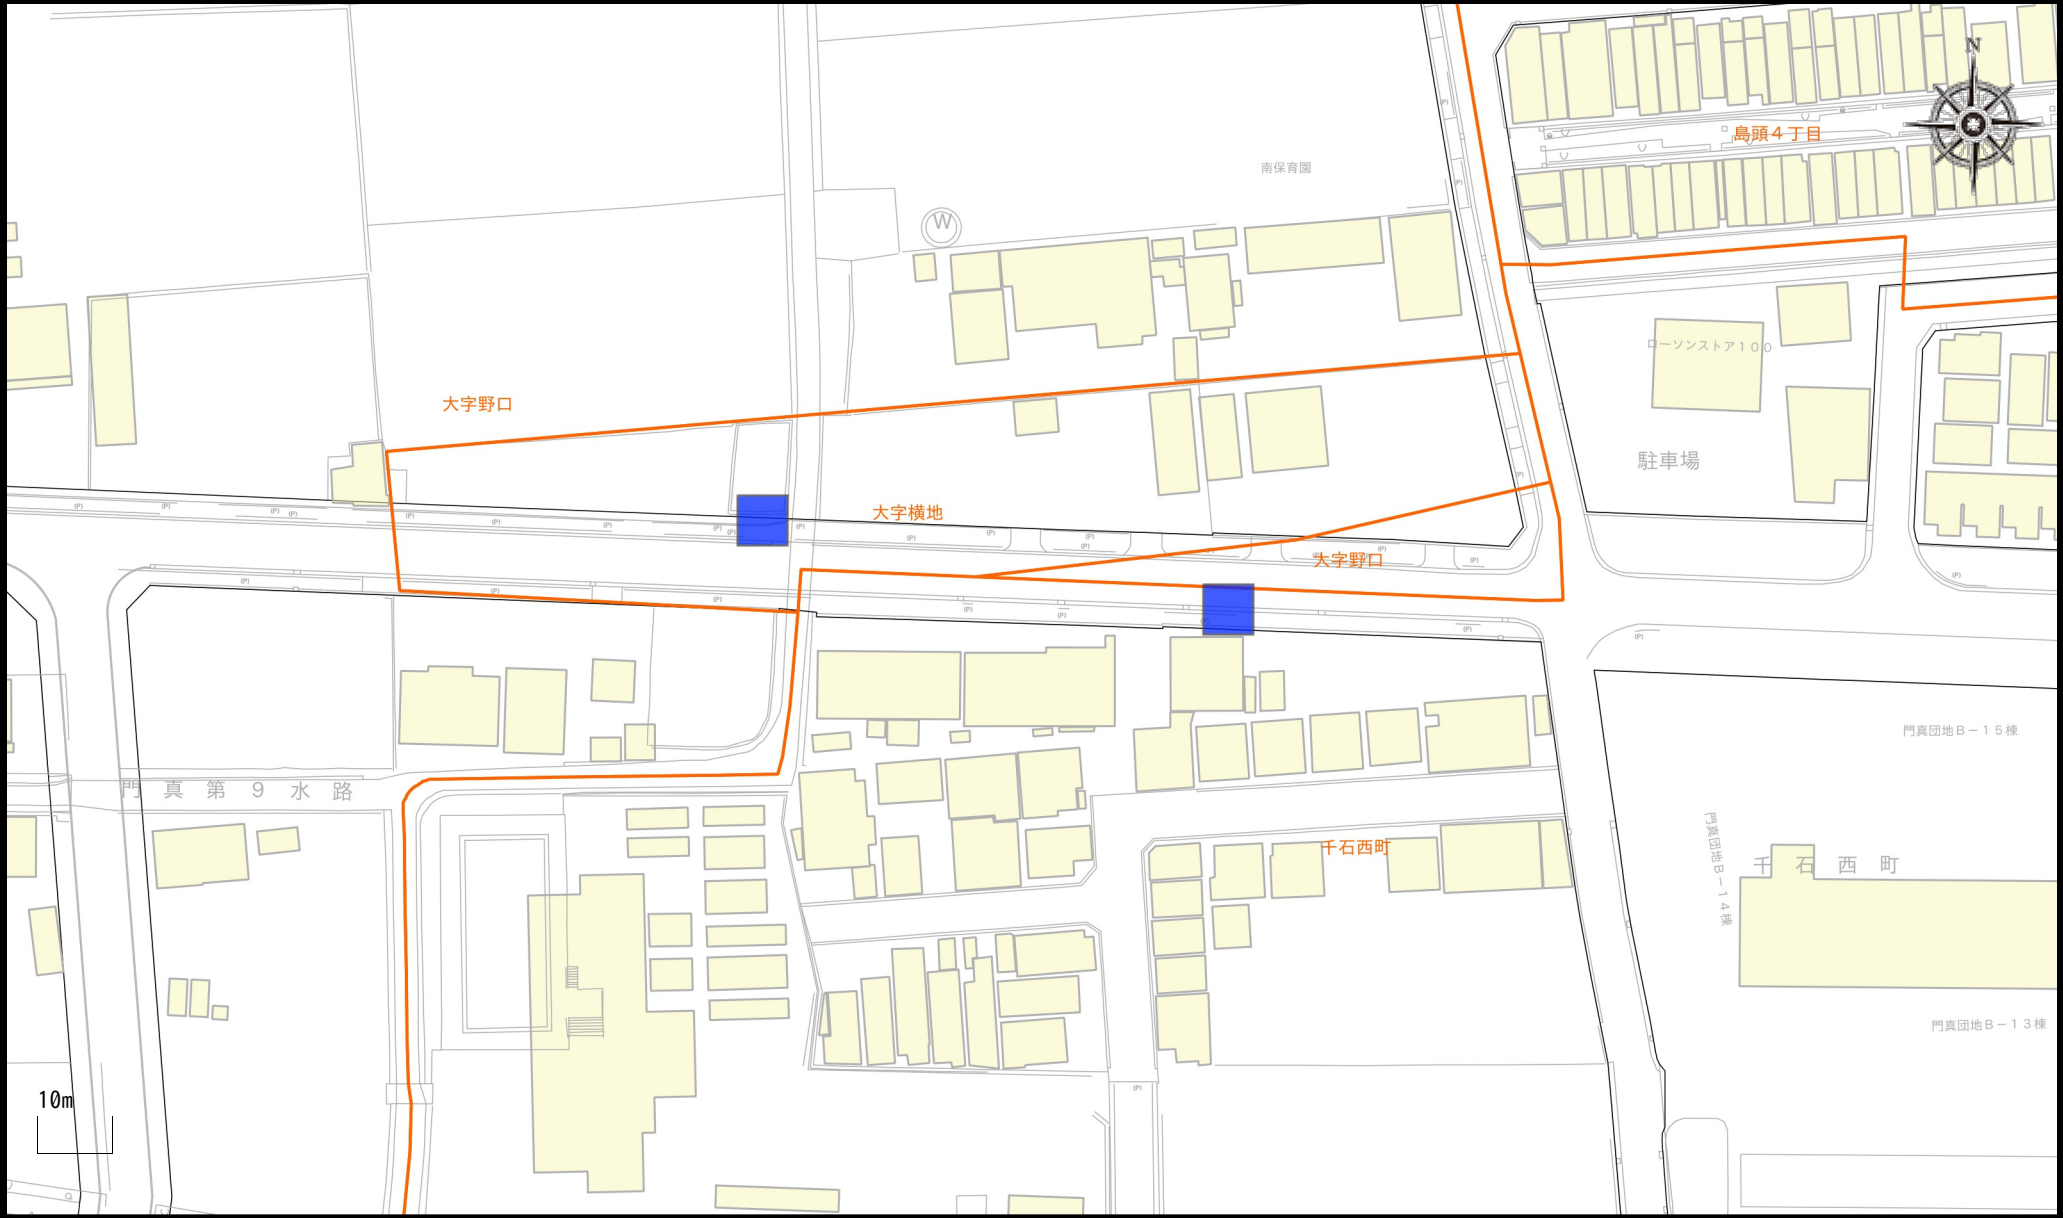 N
島頭４丁目
南保育園
W
ローソンストア１００
大字野口
駐車場
大字横地
大字野口
門真団地Ｂ－１５棟
門真第９水路
千石西町
門真団地Ｂ－１４棟
千石西町
門真団地Ｂ－１３棟
10m